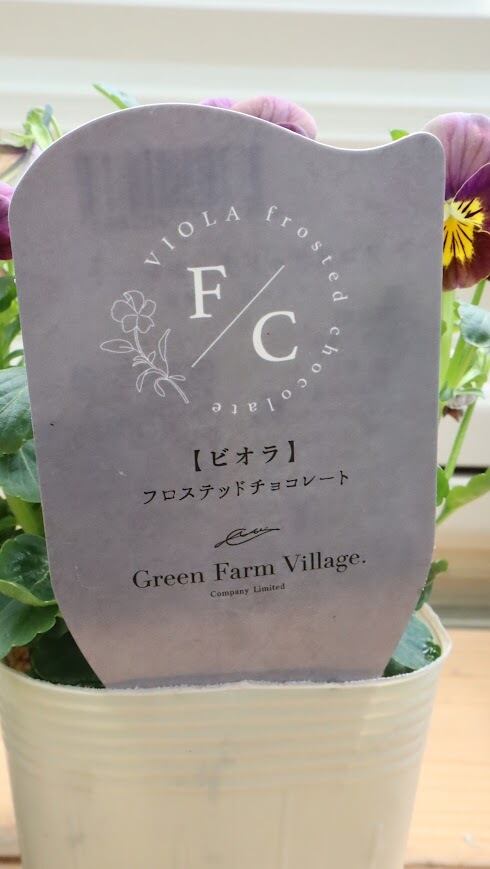 VIOLA frosted chocolate
F/C
【ビオラ】
フロステッドチョコレート
Green Farm Village.
Company Limited